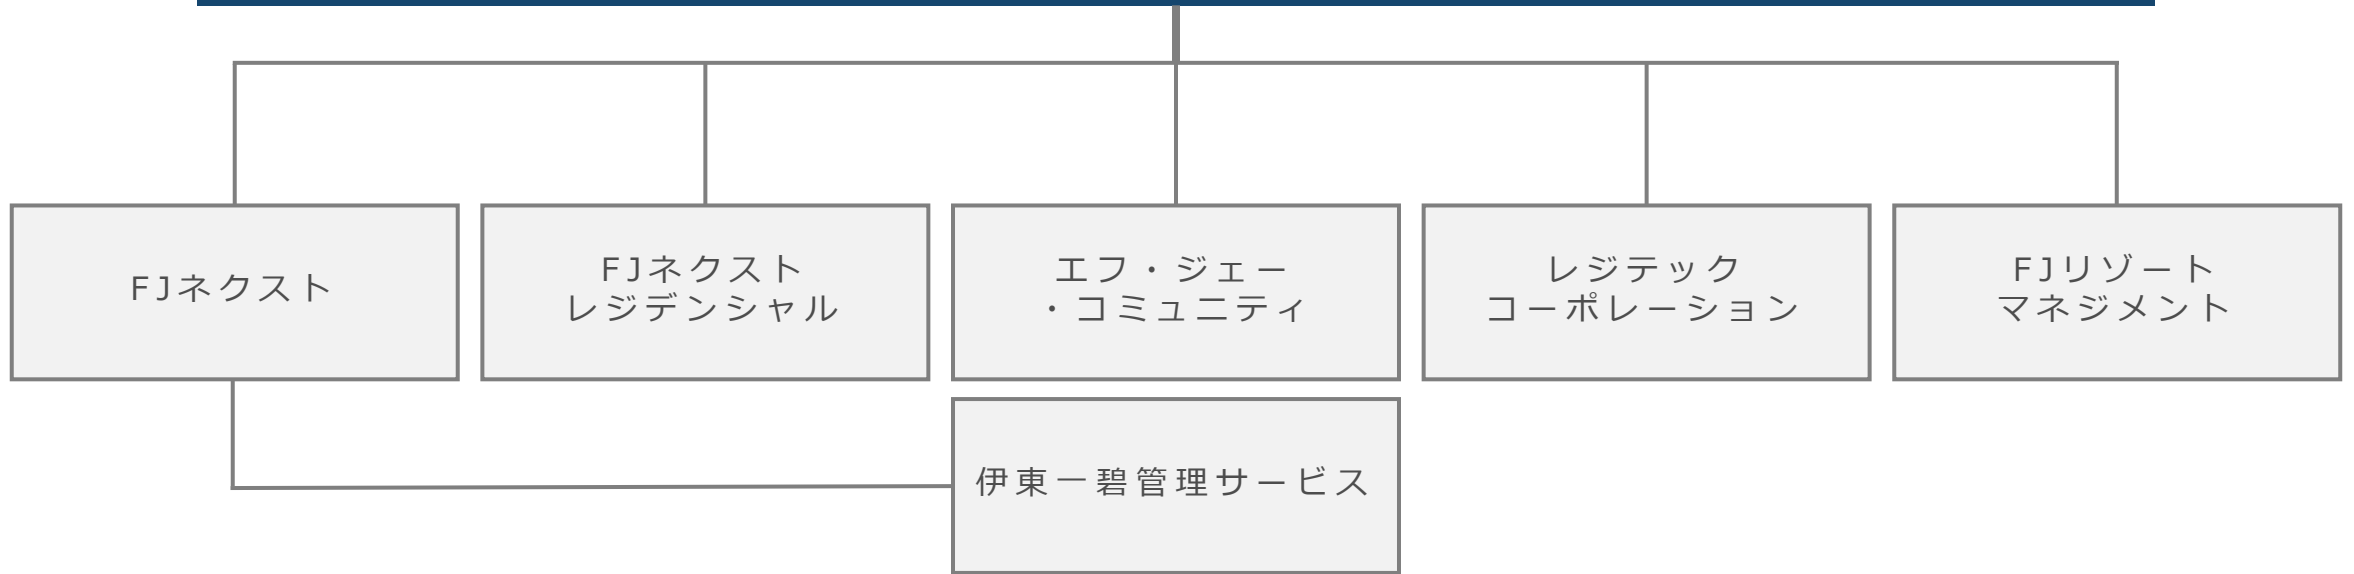 FJネクスト
FJネクスト
レジデンシャル
エフ・ジェー
・コミュニティ
レジテック
コーポレーション
FJリゾート
マネジメント
伊東一碧管理サービス